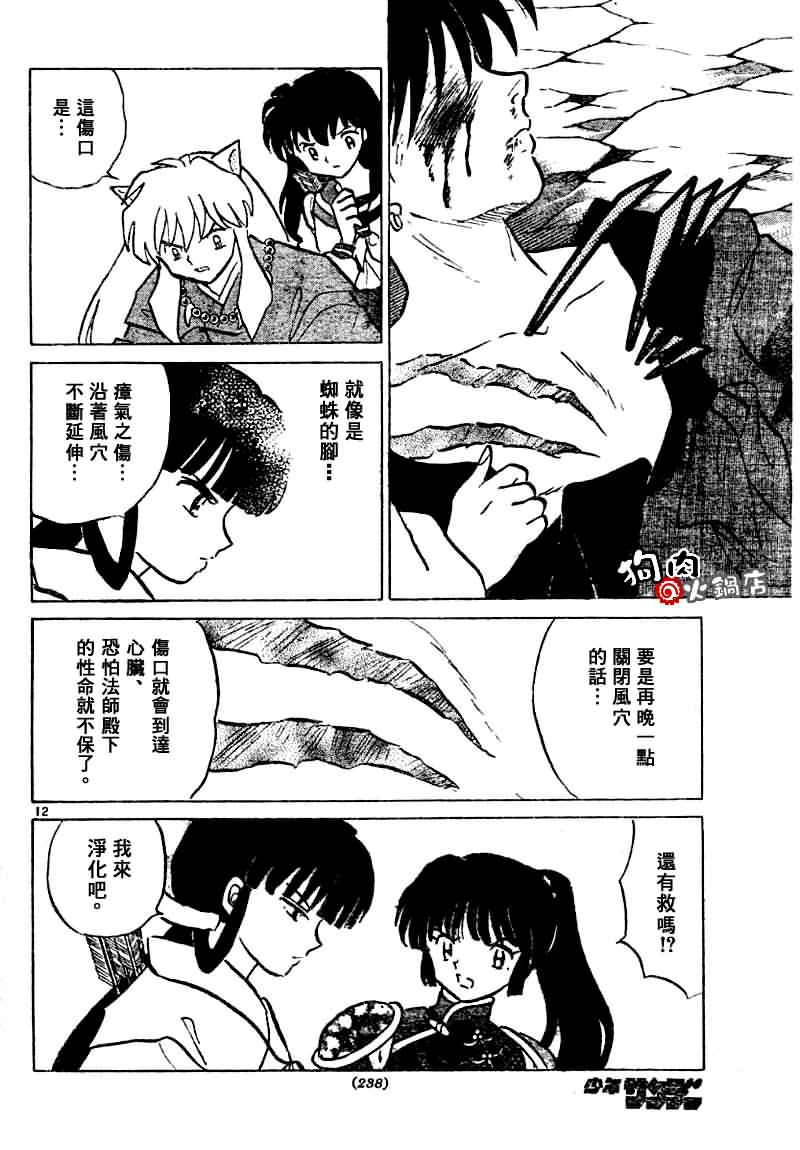 這傷口
是…
就像是
蜘蛛的腳…
瘴氣之傷…
沿著風穴
不斷延伸…
狗肉
火鍋店
要是再晚一點
關閉風穴
的話…
傷口就會到達
心臟、
恐怕法師殿下
的性命就不保了。
12
還有救嗎!?
我來
淨化吧。
(238)